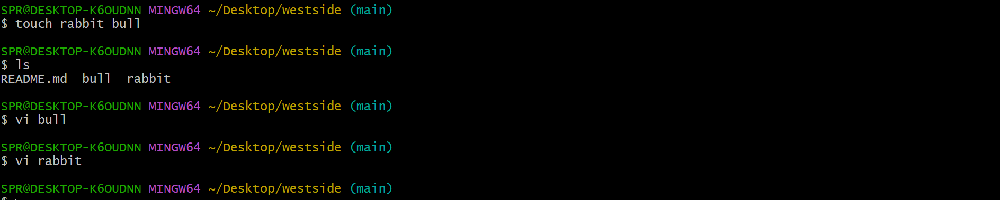 SPR@DESKTOP-K6OUDNN MINGW64 ~/Desktop/westside (main)
$ touch rabbit bull
SPR@DESKTOP-K6OUDNN MINGW64 ~/Desktop/westside (main)
$ ls
README.md  bull  rabbit
SPR@DESKTOP-K6OUDNN MINGW64 ~/Desktop/westside (main)
$ vi bull
SPR@DESKTOP-K6OUDNN MINGW64 ~/Desktop/westside (main)
$ vi rabbit
SPR@DESKTOP-K6OUDNN MINGW64 ~/Desktop/westside (main)
$